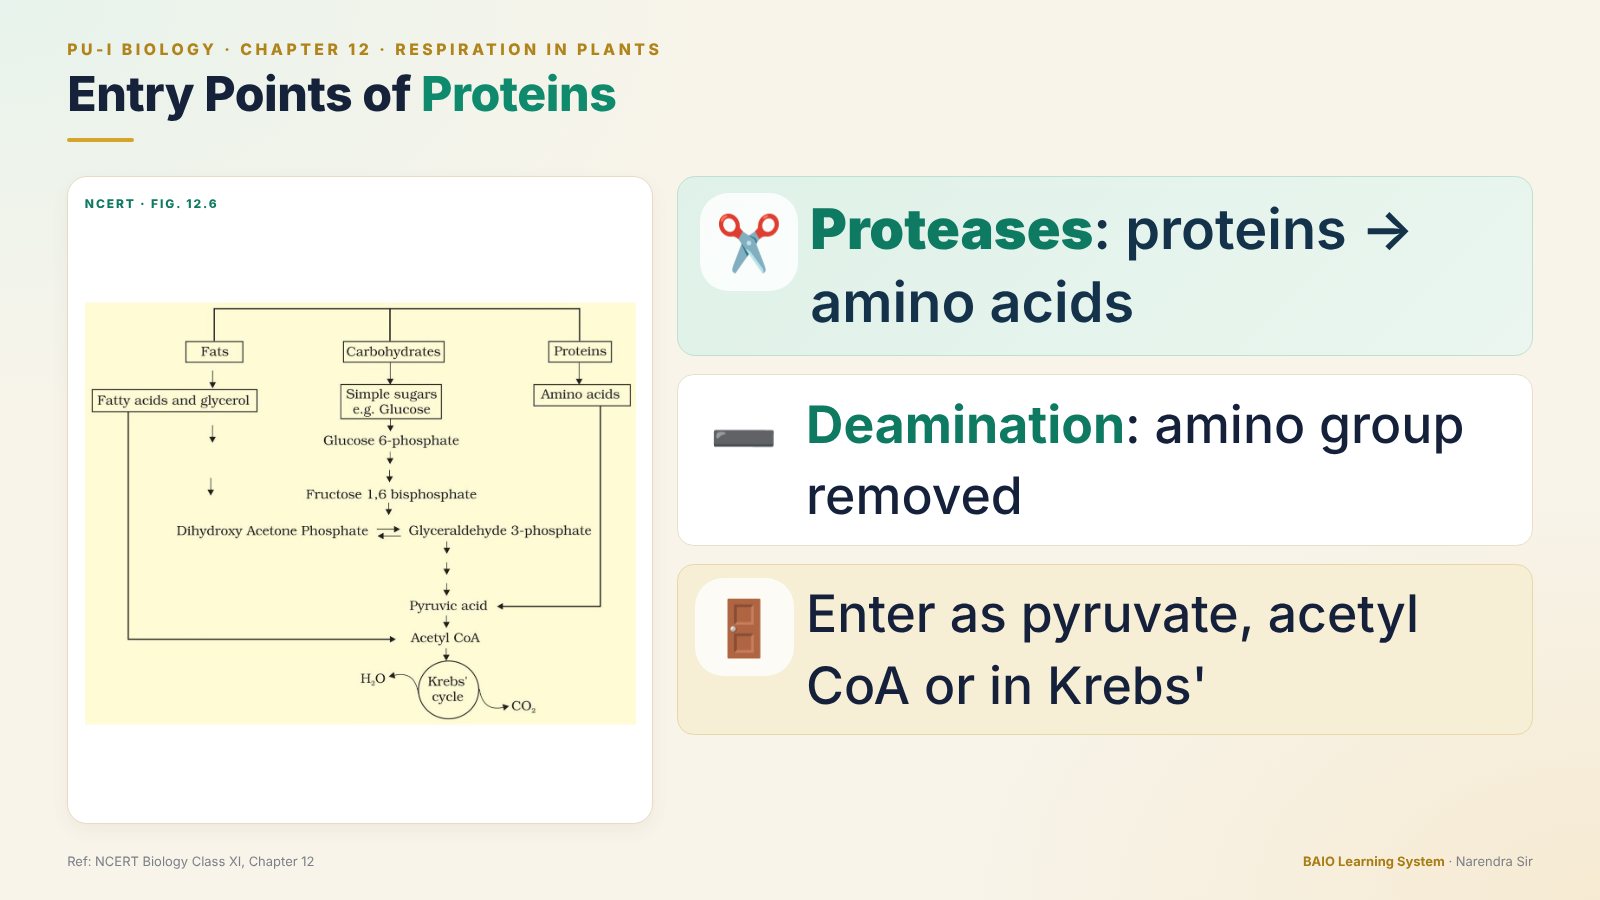 PU-I BIOLOGY · CHAPTER 12 · RESPIRATION IN PLANTS
Entry Points of Proteins
NCERT · FIG. 12.6
Fats
Carbohydrates
Proteins
Fatty acids and glycerol
Simple sugars
e.g. Glucose
Amino acids
Glucose 6-phosphate
Fructose 1,6 bisphosphate
Dihydroxy Acetone Phosphate
Glyceraldehyde 3-phosphate
Pyruvic acid
Acetyl CoA
H₂O
Krebs'
cycle
CO₂
Proteases: proteins →
amino acids
Deamination: amino group
removed
Enter as pyruvate, acetyl
CoA or in Krebs'
Ref: NCERT Biology Class XI, Chapter 12
BAIO Learning System · Narendra Sir